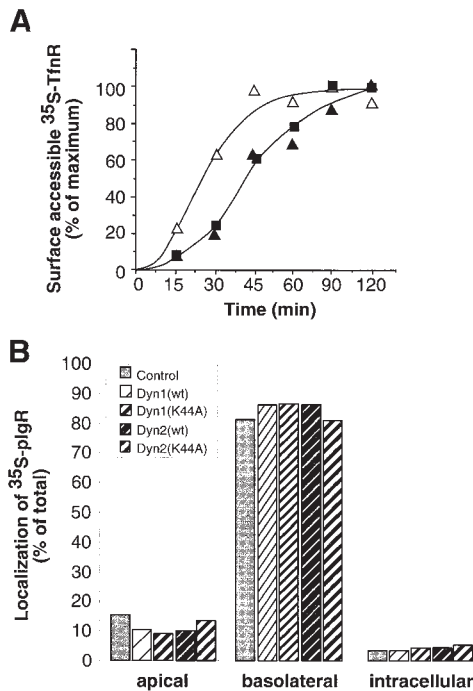 A
Surface accessible ³⁵S-TfnR
(% of maximum)
100
80
60
40
20
0
0 15 30 45 60 90 120
Time (min)
B
Localization of ³⁵S-pIgR
(% of total)
100
90
80
70
60
50
40
30
20
10
0
Control
Dyn1(wt)
Dyn1(K44A)
Dyn2(wt)
Dyn2(K44A)
apical basolateral intracellular